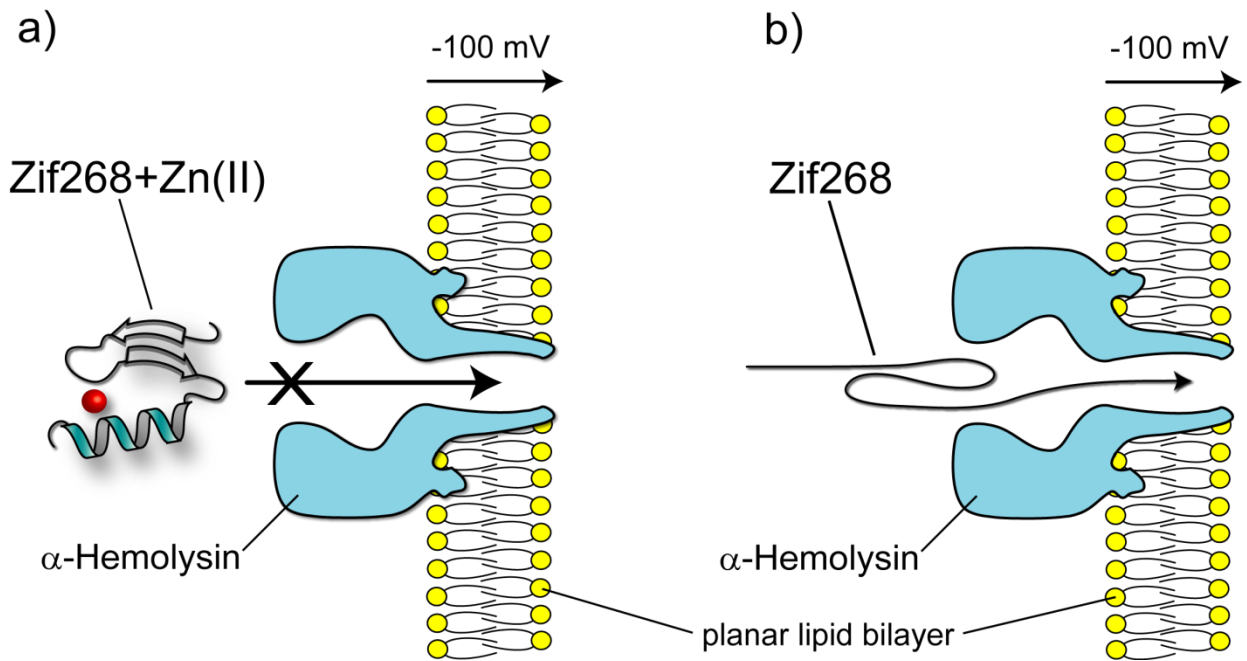 a)
-100 mV
Zif268+Zn(II)
X
α-Hemolysin
b)
-100 mV
Zif268
α-Hemolysin
planar lipid bilayer